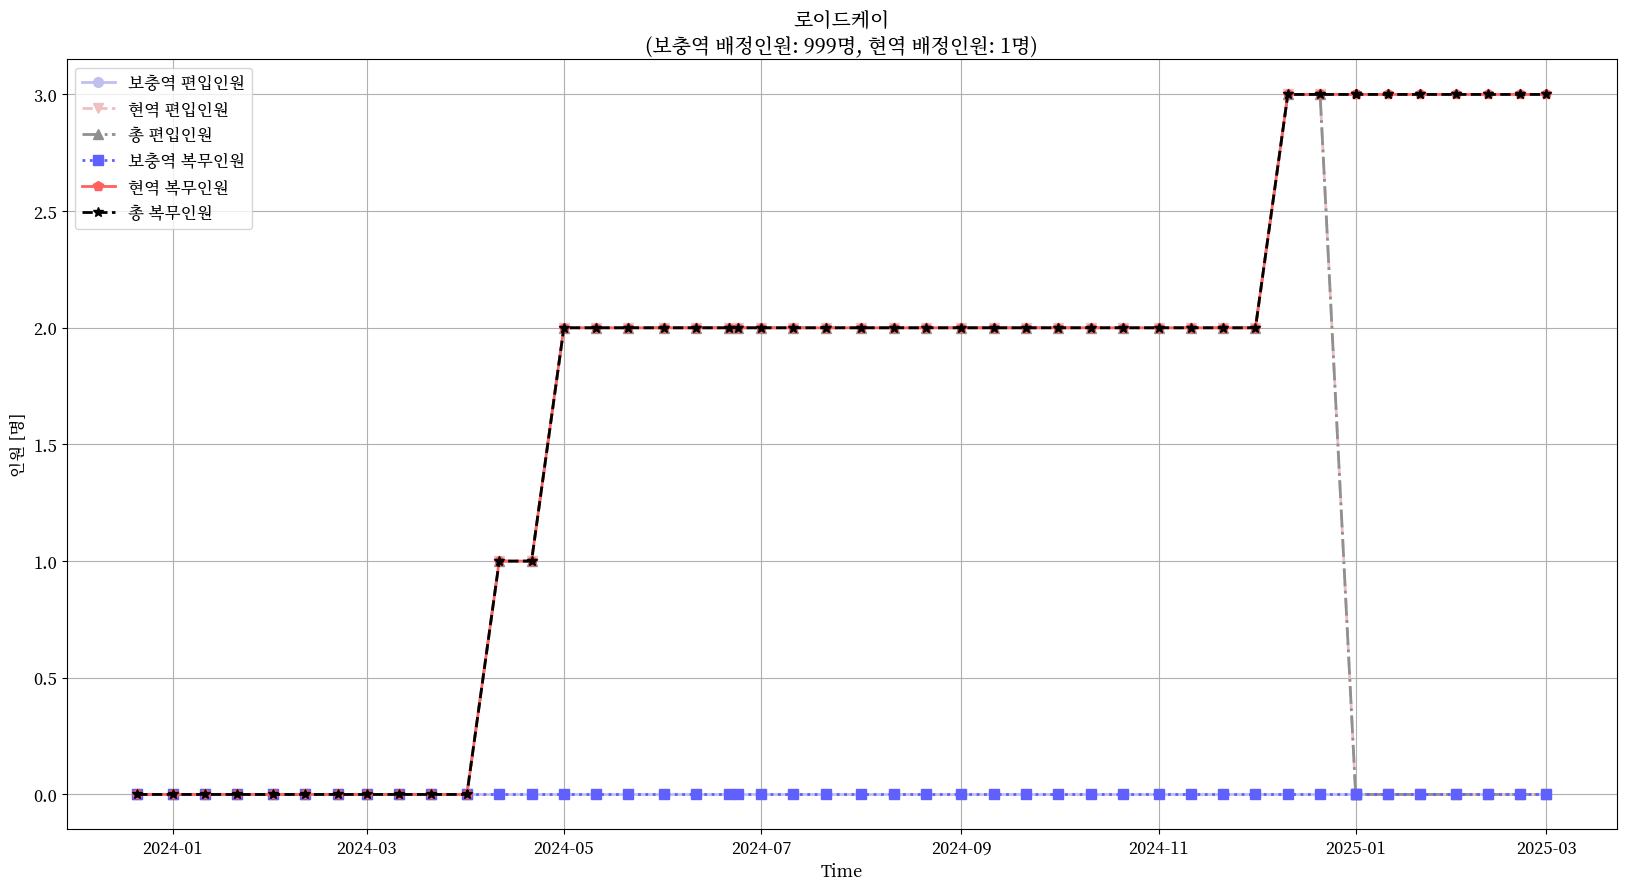 로이드케이
(보충역 배정인원: 999명, 현역 배정인원: 1명)
보충역 편입인원
현역 편입인원
총 편입인원
보충역 복무인원
현역 복무인원
총 복무인원
인원 [명]
3.0
2.5
2.0
1.5
1.0
0.5
0.0
2024-01
2024-03
2024-05
2024-07
2024-09
2024-11
2025-01
2025-03
Time